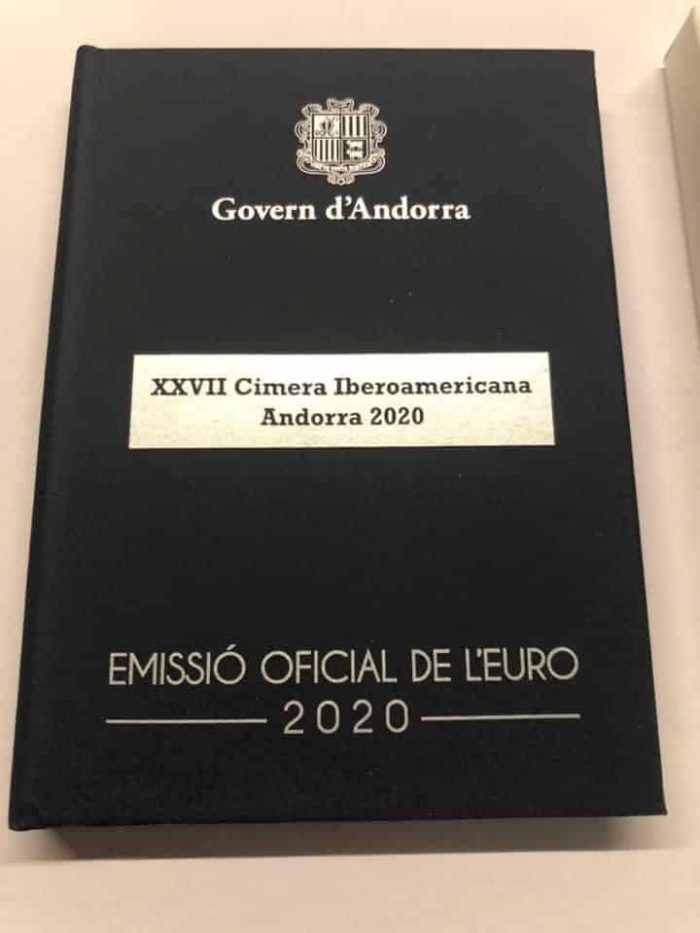 Govern d'Andorra
XXVII Cimera Iberoamericana
Andorra 2020
EMISSIÓ OFICIAL DE L'EURO
2020